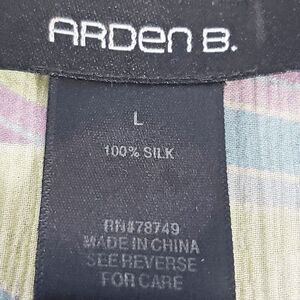 ARDen B.
L
100% SILK
RN#78749
MADE IN CHINA
SEE REVERSE
FOR CARE